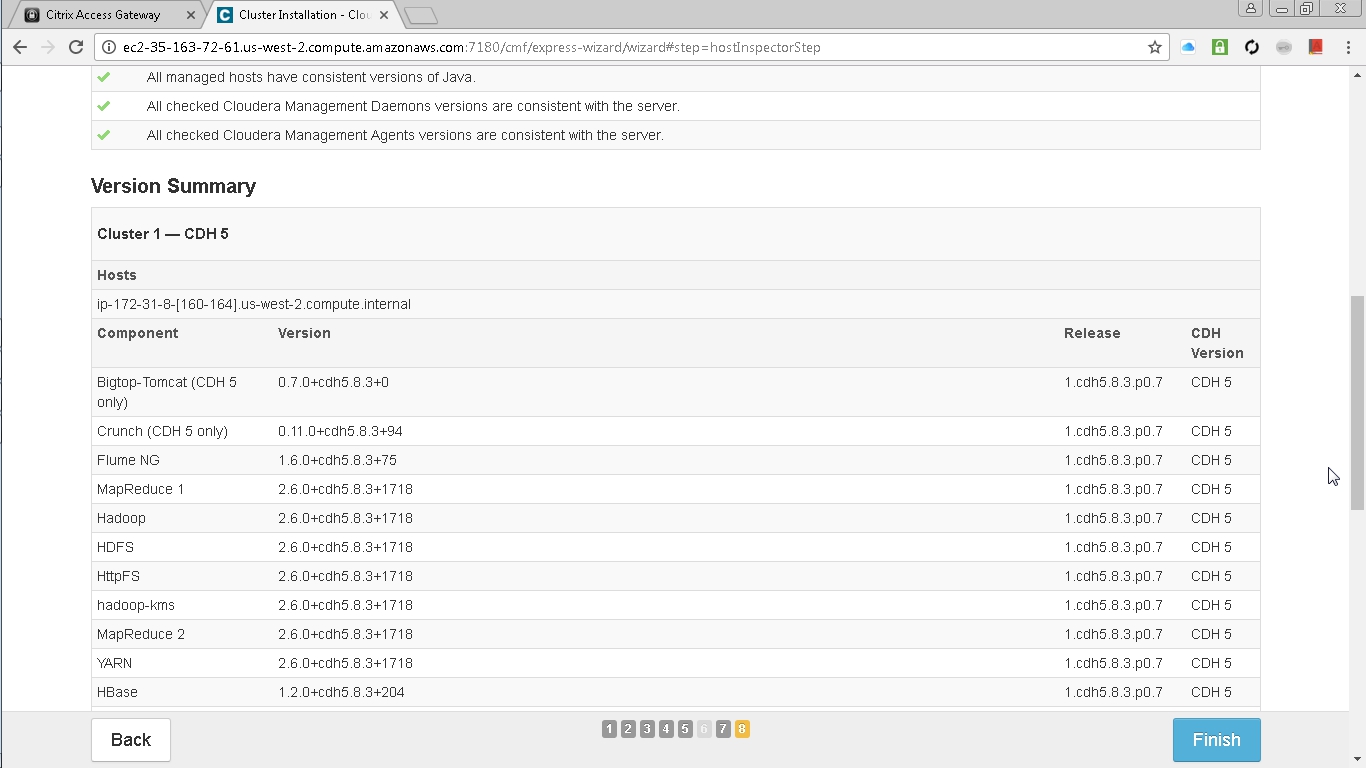 Citrix Access Gateway
Cluster Installation - Clou
ec2-35-163-72-61.us-west-2.compute.amazonaws.com:7180/cmf/express-wizard/wizard#step=hostInspectorStep
All managed hosts have consistent versions of Java.
All checked Cloudera Management Daemons versions are consistent with the server.
All checked Cloudera Management Agents versions are consistent with the server.
Version Summary
Cluster 1 — CDH 5
Hosts
ip-172-31-8-[160-164].us-west-2.compute.internal
Component Version Release CDH
Version
Bigtop-Tomcat (CDH 5 0.7.0+cdh5.8.3+0 1.cdh5.8.3.p0.7 CDH 5
only)
Crunch (CDH 5 only) 0.11.0+cdh5.8.3+94 1.cdh5.8.3.p0.7 CDH 5
Flume NG 1.6.0+cdh5.8.3+75 1.cdh5.8.3.p0.7 CDH 5
MapReduce 1 2.6.0+cdh5.8.3+1718 1.cdh5.8.3.p0.7 CDH 5
Hadoop 2.6.0+cdh5.8.3+1718 1.cdh5.8.3.p0.7 CDH 5
HDFS 2.6.0+cdh5.8.3+1718 1.cdh5.8.3.p0.7 CDH 5
HttpFS 2.6.0+cdh5.8.3+1718 1.cdh5.8.3.p0.7 CDH 5
hadoop-kms 2.6.0+cdh5.8.3+1718 1.cdh5.8.3.p0.7 CDH 5
MapReduce 2 2.6.0+cdh5.8.3+1718 1.cdh5.8.3.p0.7 CDH 5
YARN 2.6.0+cdh5.8.3+1718 1.cdh5.8.3.p0.7 CDH 5
HBase 1.2.0+cdh5.8.3+204 1.cdh5.8.3.p0.7 CDH 5
Back 1 2 3 4 5 6 7 8 Finish